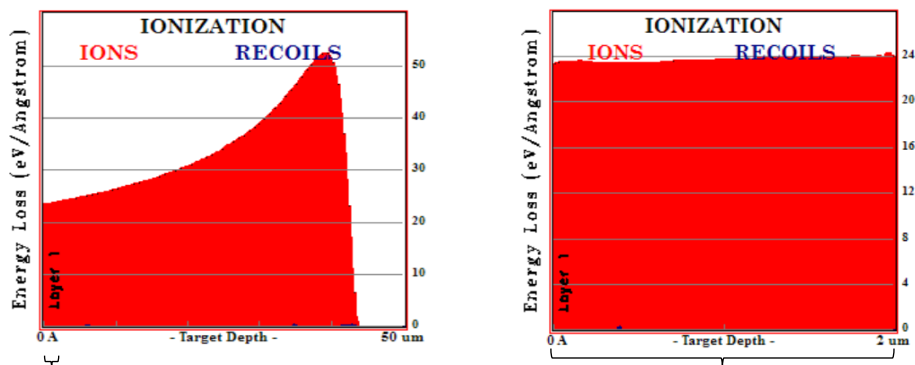 IONIZATION
IONS RECOILS
Energy Loss (eV/Angstrom)
50
40
30
20
10
0
Layer 1
0 A - Target Depth - 50 um
IONIZATION
IONS RECOILS
Energy Loss (eV/Angstrom)
24
20
16
12
8
4
0
Layer 1
0 A - Target Depth - 2 um